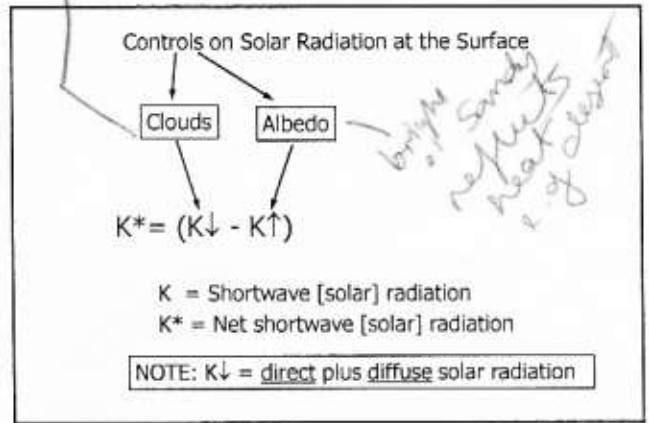 Controls on Solar Radiation at the Surface
Clouds
Albedo
bright
sandy
reflects
heat
e.g desert
K*= (K↓ - K↑)
K = Shortwave [solar] radiation
K* = Net shortwave [solar] radiation
NOTE: K↓ = direct plus diffuse solar radiation